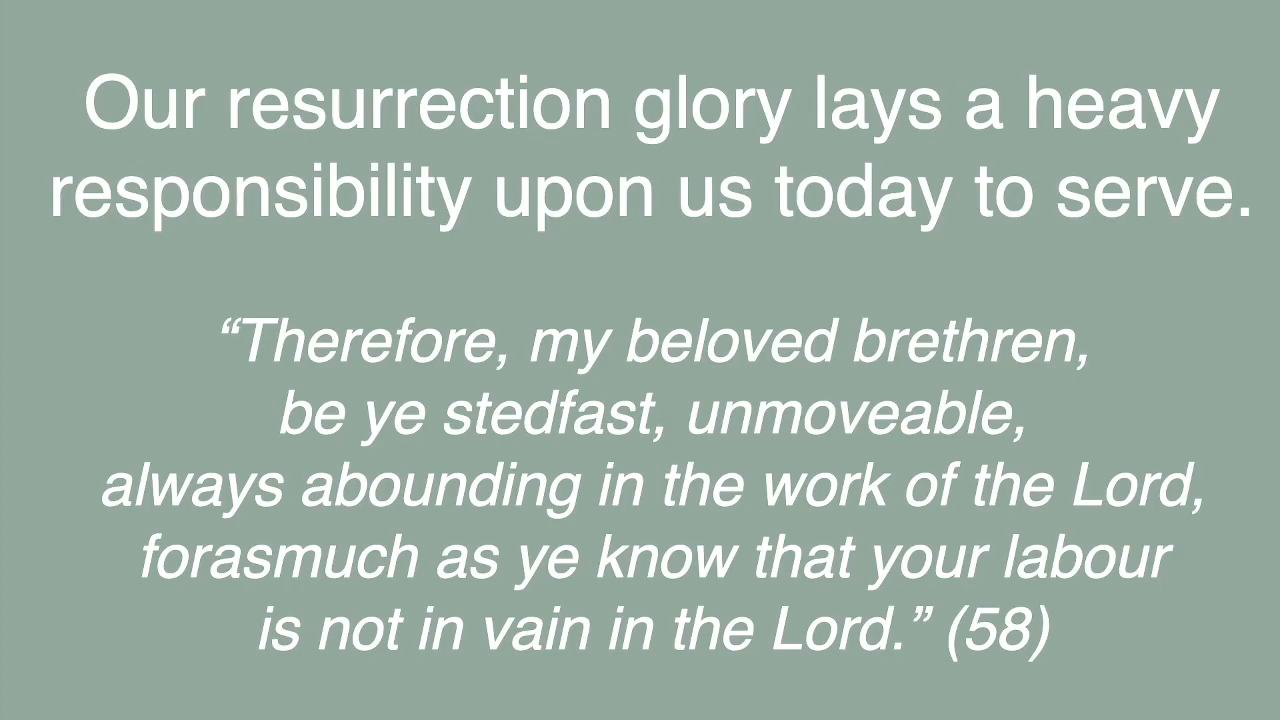 Our resurrection glory lays a heavy
responsibility upon us today to serve.
“Therefore, my beloved brethren,
be ye stedfast, unmoveable,
always abounding in the work of the Lord,
forasmuch as ye know that your labour
is not in vain in the Lord.” (58)